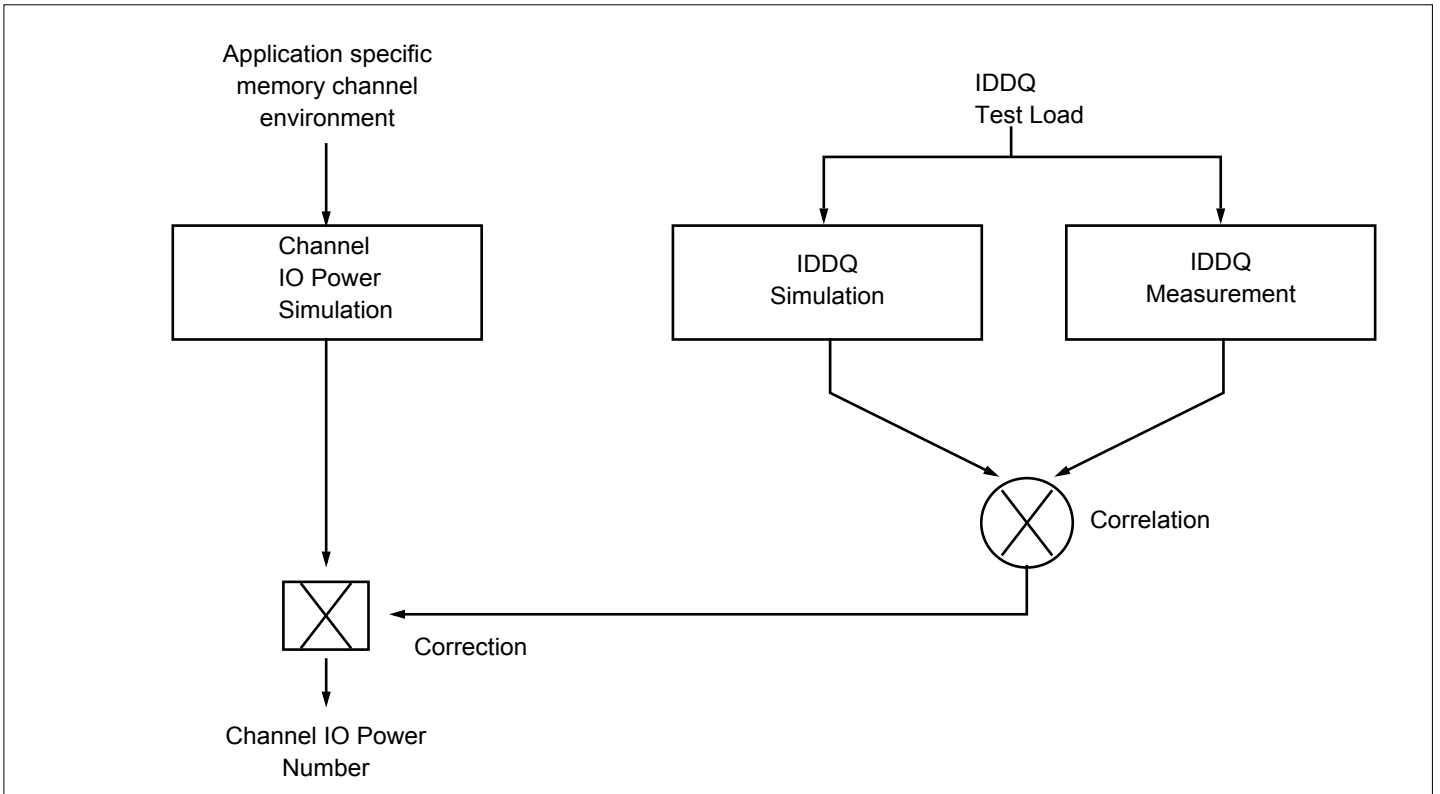 Application specific
memory channel
environment
IDDQ
Test Load
Channel
IO Power
Simulation
IDDQ
Simulation
IDDQ
Measurement
Correlation
Correction
Channel IO Power
Number